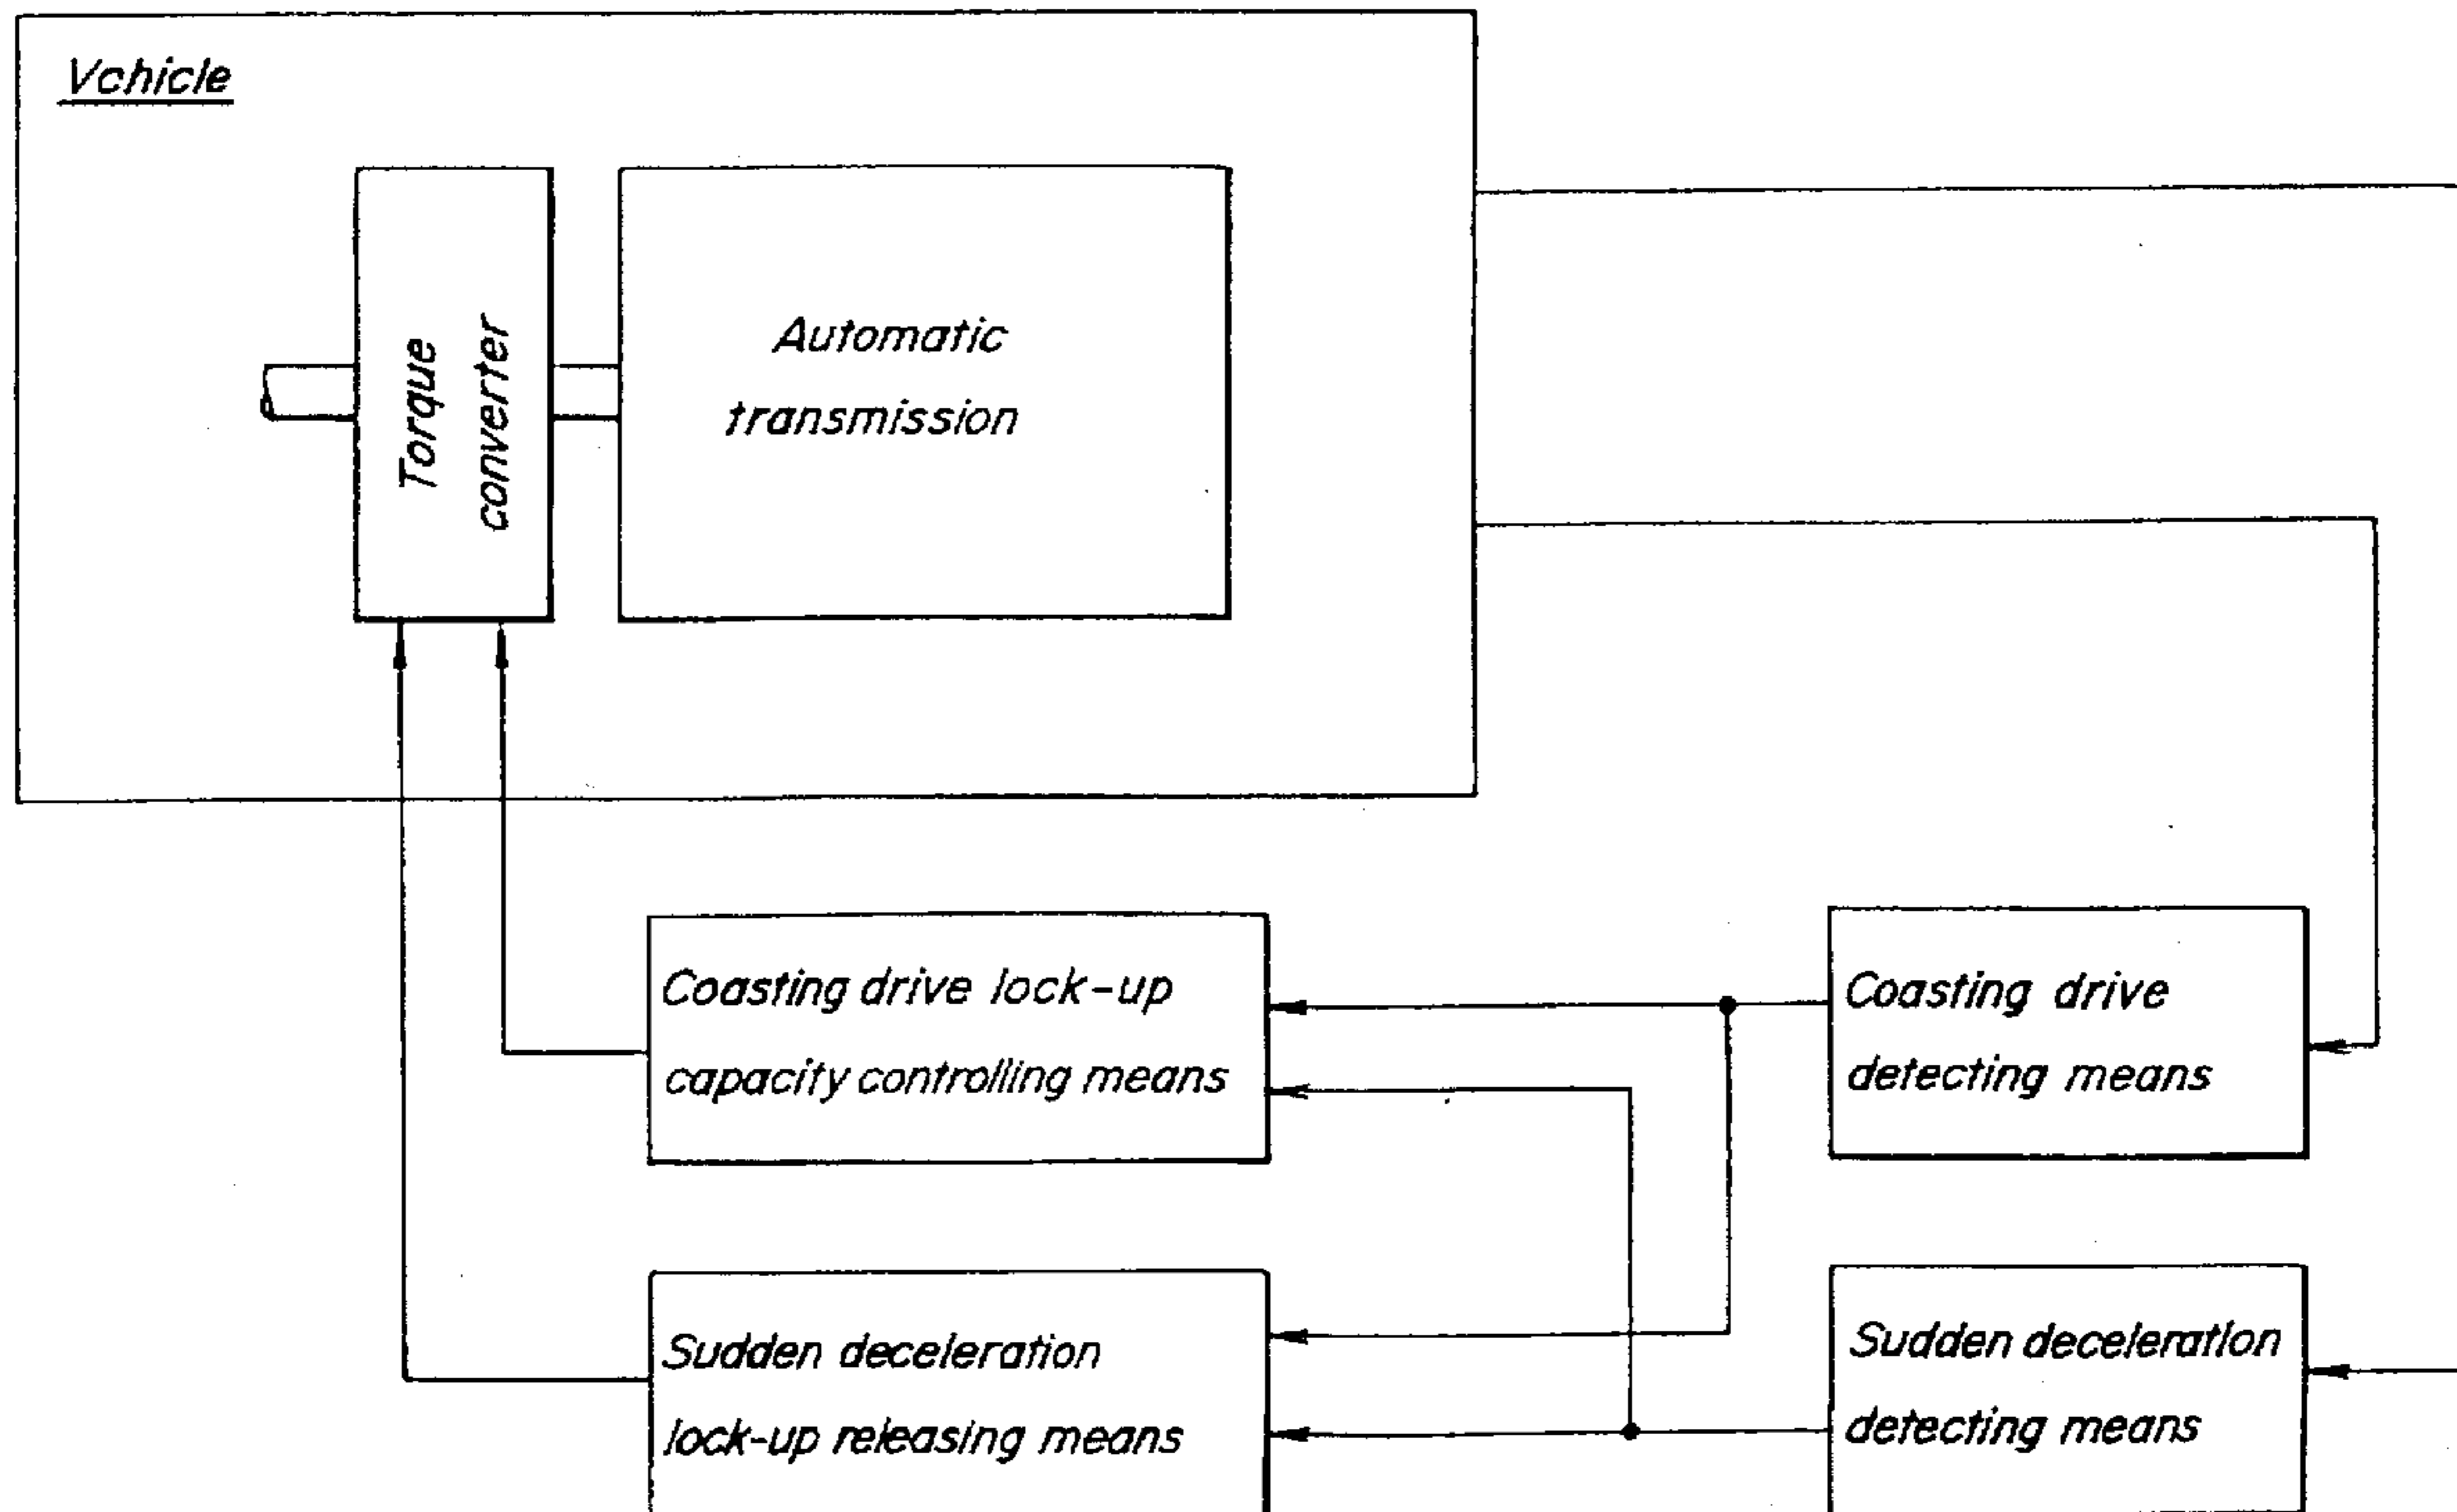 Vchicle
Torque
converter
Automatic
transmission
Coasting drive lock-up
capacity controlling means
Coasting drive
detecting means
Sudden deceleration
lock-up releasing means
Sudden deceleration
detecting means